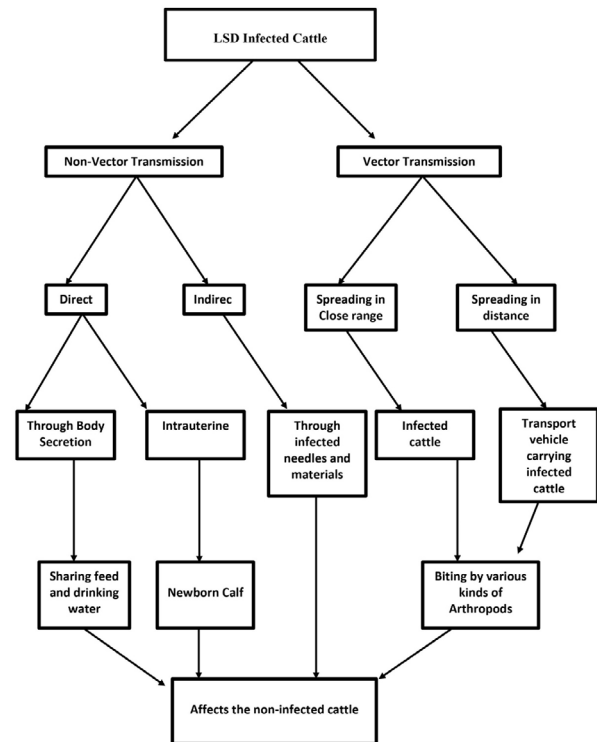 LSD Infected Cattle
Non-Vector Transmission
Vector Transmission
Direct
Indirec
Spreading in
Close range
Spreading in
distance
Through Body
Secretion
Intrauterine
Through
infected
needles and
materials
Infected
cattle
Transport
vehicle
carrying
infected
cattle
Sharing feed
and drinking
water
Newborn Calf
Biting by various
kinds of
Arthropods
Affects the non-infected cattle